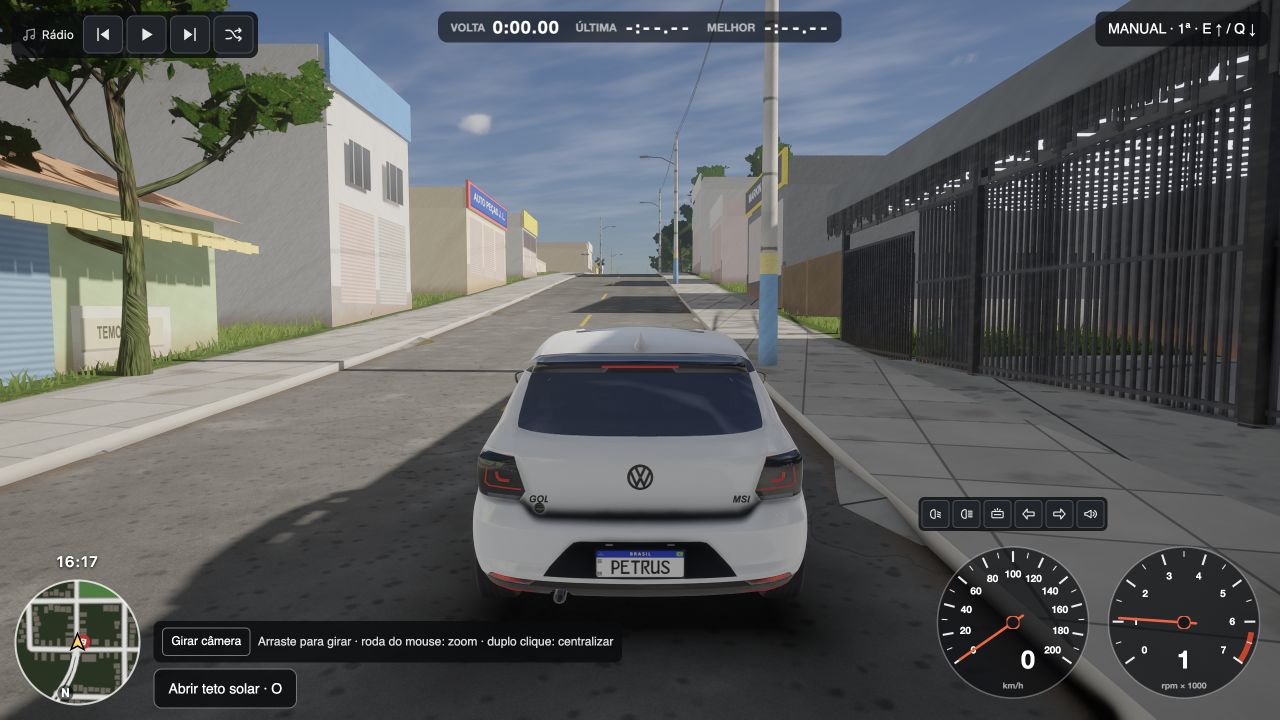 Rádio
VOLTA 0:00.00 ÚLTIMA -:--.-- MELHOR -:--.--
MANUAL · 1ª · E ↑ / Q ↓
AUTO PEÇAS J.L.
GOL
MSI
BRASIL
PETRUS
16:17
N
Girar câmera
Arraste para girar · roda do mouse: zoom · duplo clique: centralizar
Abrir teto solar · O
0 20 40 60 80 100 120 140 160 180 200
0
km/h
0 1 2 3 4 5 6 7
1
rpm × 1000